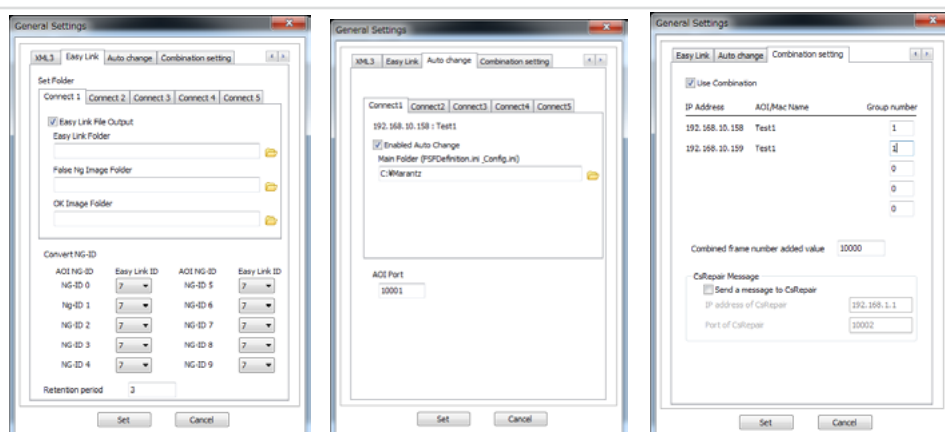 General Settings
XML3 Easy Link Auto change Combination setting
Set Folder
Connect 1 Connect 2 Connect 3 Connect 4 Connect 5
Easy Link File Output
Easy Link Folder
False Ng Image Folder
OK Image Folder
Convert NG-ID
AOI NG-ID Easy Link ID AOI NG-ID Easy Link ID
NG-ID 0 7 NG-ID 5 7
Ng-ID 1 7 NG-ID 6 7
NG-ID 2 7 NG-ID 7 7
NG-ID 3 7 NG-ID 8 7
NG-ID 4 7 NG-ID 9 7
Retention period 3
Set Cancel
General Settings
XML3 Easy Link Auto change Combination setting
Connect1 Connect2 Connect3 Connect4 Connect5
192.168.10.158 : Test1
Enabled Auto Change
Main Folder (FSFDefinition.ini _Config.ini)
C:¥Marantz
AOI Port
10001
Set Cancel
General Settings
Easy Link Auto change Combination setting
Use Combination
IP Address AOI/Mac Name Group number
192.168.10.158 Test1 1
192.168.10.159 Test1 1
0
0
0
Combined frame number added value 10000
CsRepair Message
Send a message to CsRepair
IP address of CsRepair 192.168.1.1
Port of CsRepair 10002
Set Cancel